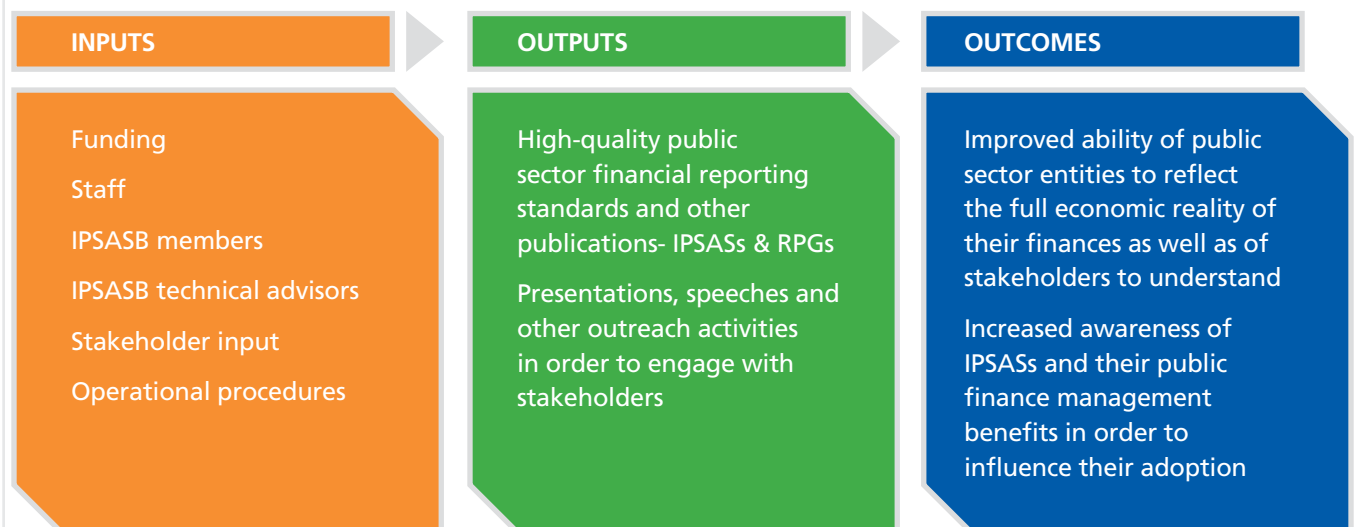 INPUTS
Funding
Staff
IPSASB members
IPSASB technical advisors
Stakeholder input
Operational procedures
OUTPUTS
High-quality public
sector financial reporting
standards and other
publications- IPSASs & RPGs
Presentations, speeches and
other outreach activities
in order to engage with
stakeholders
OUTCOMES
Improved ability of public
sector entities to reflect
the full economic reality of
their finances as well as of
stakeholders to understand
Increased awareness of
IPSASs and their public
finance management
benefits in order to
influence their adoption